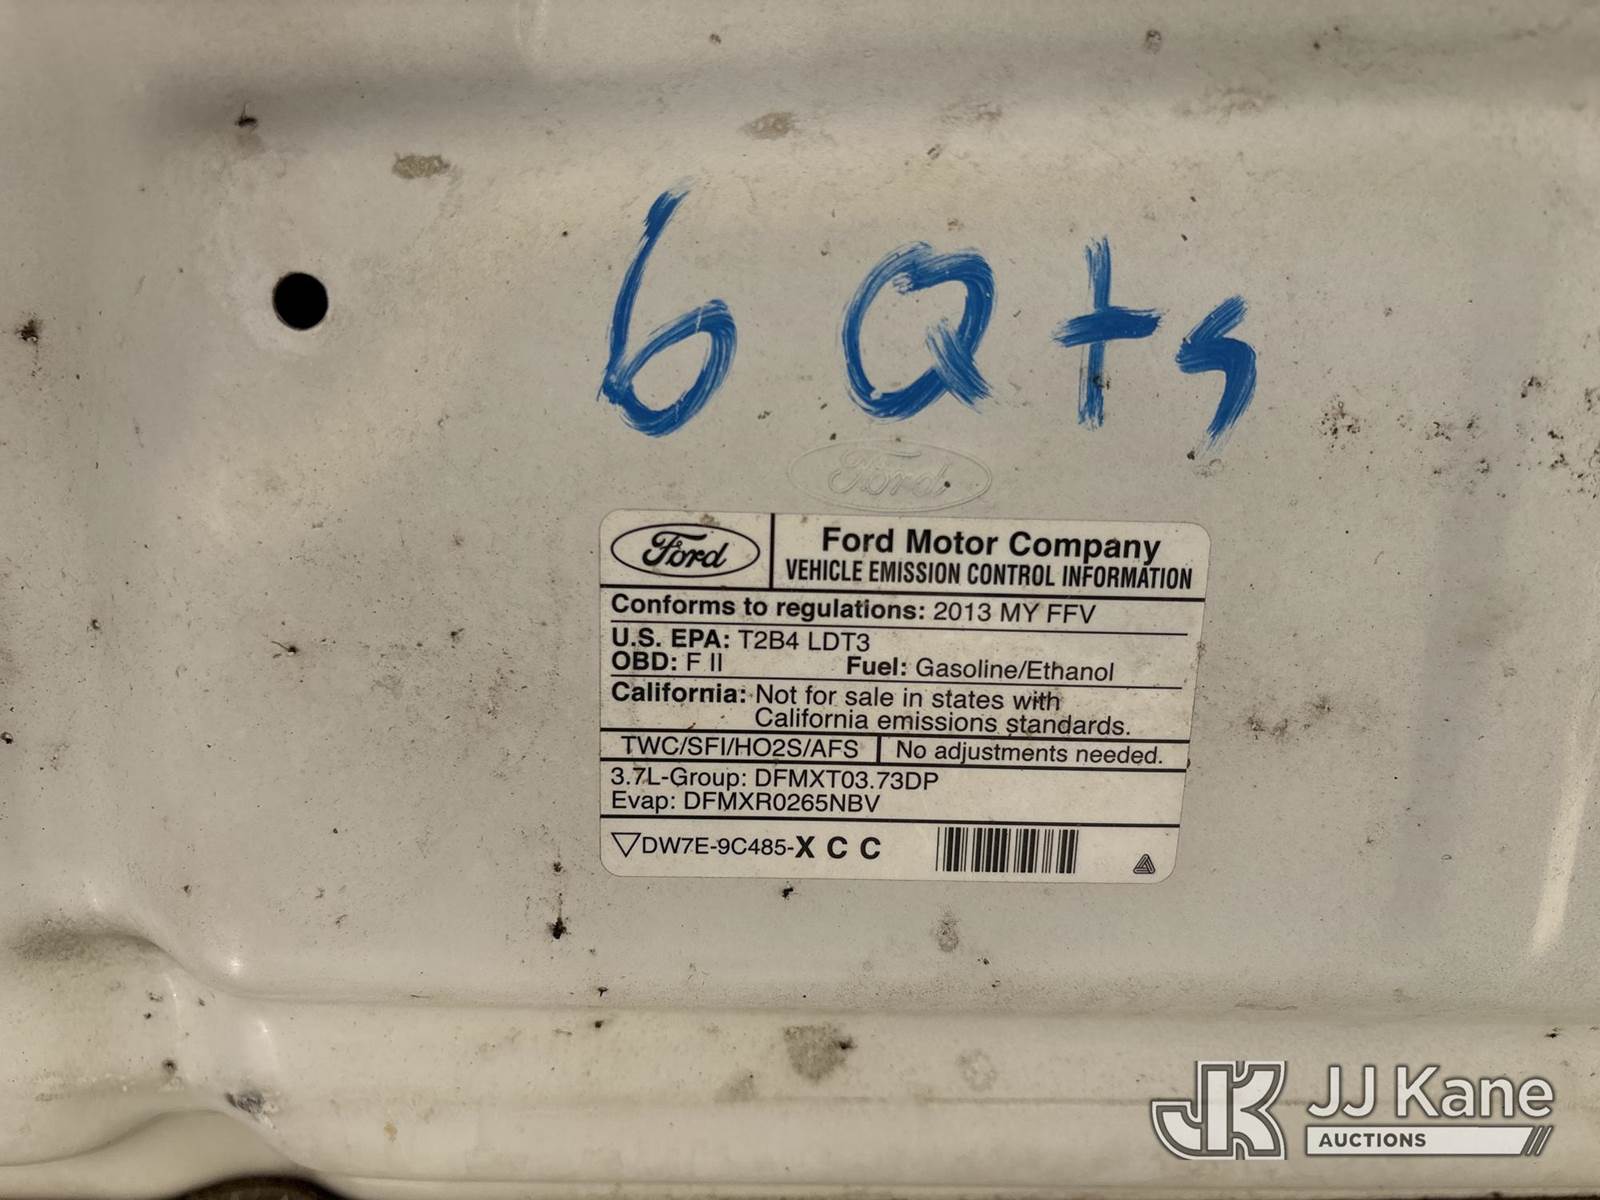 6 Qts
Ford
Ford
Ford Motor Company
VEHICLE EMISSION CONTROL INFORMATION
Conforms to regulations: 2013 MY FFV
U.S. EPA: T2B4 LDT3
OBD: F II Fuel: Gasoline/Ethanol
California: Not for sale in states with
California emissions standards.
TWC/SFI/HO2S/AFS No adjustments needed.
3.7L-Group: DFMXT03.73DP
Evap: DFMXR0265NBV
DW7E-9C485-X C C
JK JJ Kane
AUCTIONS